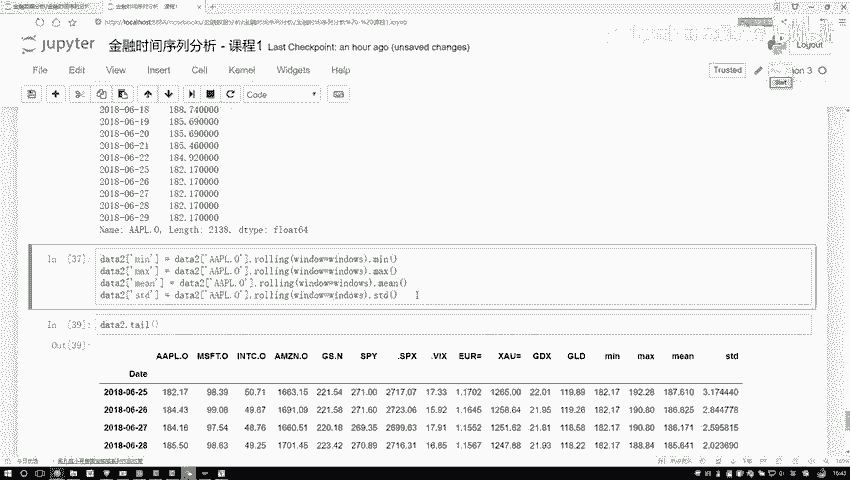 jupyter 金融时间序列分析 - 课程1 Last Checkpoint: an hour ago (unsaved changes)
Logout
File Edit View Insert Cell Kernel Widgets Help
Trusted
Code
Start
2018-06-18 188.740000
2018-06-19 185.690000
2018-06-20 185.690000
2018-06-21 185.460000
2018-06-22 184.920000
2018-06-25 182.170000
2018-06-26 182.170000
2018-06-27 182.170000
2018-06-28 182.170000
2018-06-29 182.170000
Name: AAPL.O, Length: 2138, dtype: float64
In [37]: data2['min'] = data2['AAPL.O'].rolling(window=windows).min()
data2['max'] = data2['AAPL.O'].rolling(window=windows).max()
data2['mean'] = data2['AAPL.O'].rolling(window=windows).mean()
data2['std'] = data2['AAPL.O'].rolling(window=windows).std()
In [39]: data2.tail()
Out[39]:
AAPL.O MSFT.O INTC.O AMZN.O GS.N SPY .SPX .VIX EUR= XAU= GDX GLD min max mean std
Date
2018-06-25 182.17 98.39 50.71 1663.15 221.54 271.00 2717.07 17.33 1.1702 1265.00 22.01 119.89 182.17 192.28 187.610 3.174440
2018-06-26 184.43 99.08 49.67 1691.09 221.58 271.60 2723.06 15.92 1.1645 1258.64 21.95 119.26 182.17 190.80 186.825 2.844778
2018-06-27 184.16 97.54 48.76 1660.51 220.18 269.35 2699.63 17.91 1.1552 1251.62 21.81 118.58 182.17 190.80 186.171 2.595815
2018-06-28 185.50 98.63 49.25 1701.45 223.42 270.89 2716.31 16.85 1.1567 1247.88 21.93 118.22 182.17 188.84 185.641 2.023690